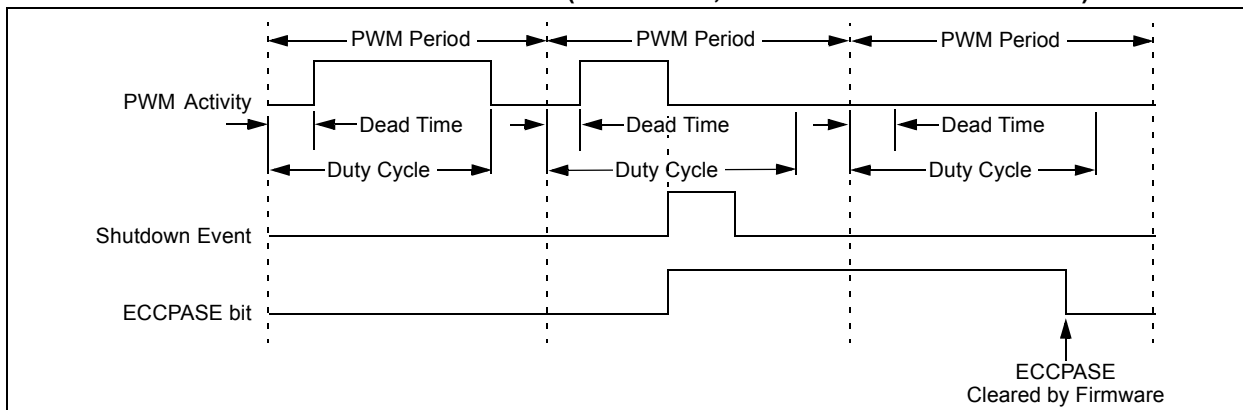 PWM Period PWM Period PWM Period
PWM Activity
Dead Time Dead Time Dead Time
Duty Cycle Duty Cycle Duty Cycle
Shutdown Event
ECCPASE bit
ECCPASE
Cleared by Firmware